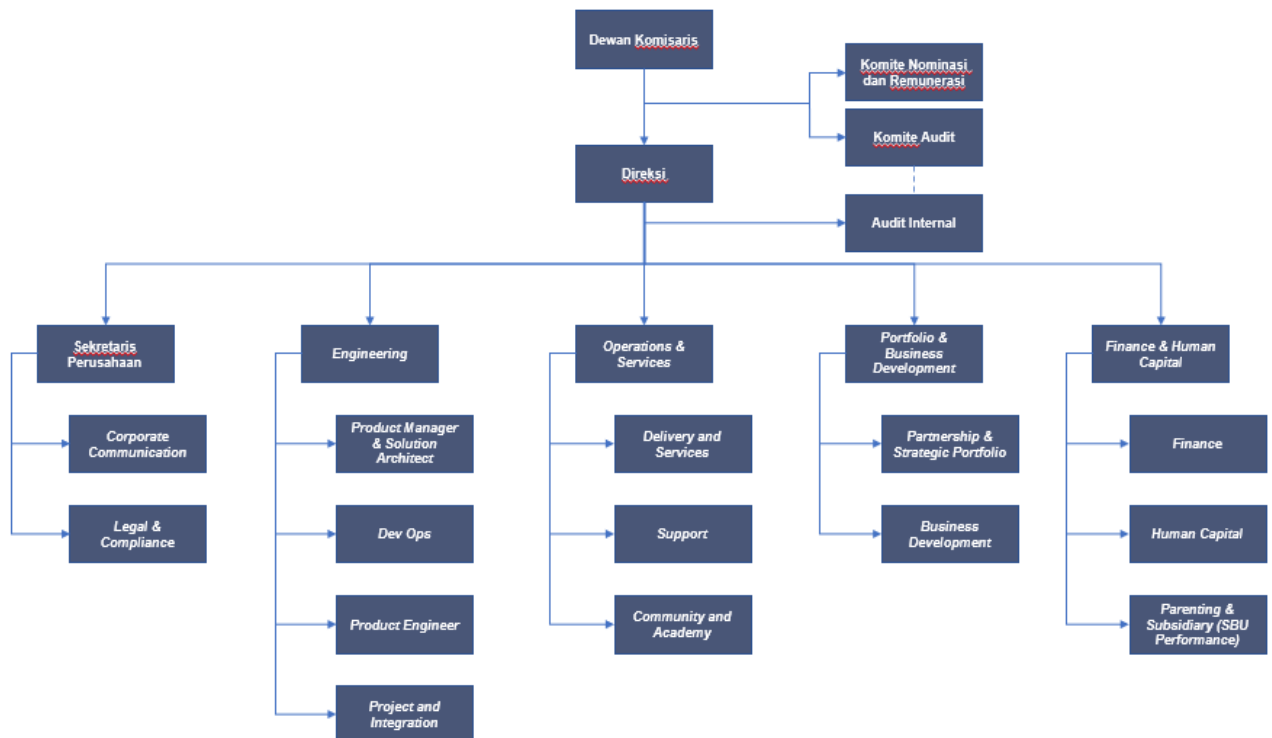 Dewan Komisaris
Komite Nominasi
dan Remunerasi
Komite Audit
Direksi
Audit Internal
Sekretaris
Perusahaan
Engineering
Operations &
Services
Portfolio &
Business
Development
Finance & Human
Capital
Corporate
Communication
Product Manager
& Solution
Architect
Delivery and
Services
Partnership &
Strategic Portfolio
Finance
Legal &
Compliance
Dev Ops
Support
Business
Development
Human Capital
Product Engineer
Community and
Academy
Parenting &
Subsidiary (SBU
Performance)
Project and
Integration